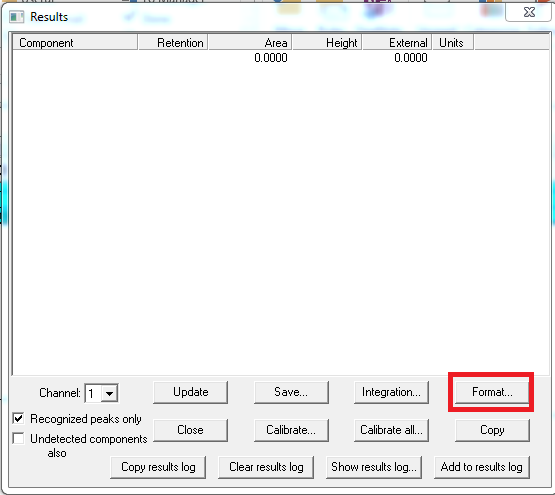 Results
Component Retention Area Height External Units
0.0000 0.0000
Channel: 1 Update Save... Integration... Format...
Recognized peaks only
Close Calibrate... Calibrate all... Copy
Undetected components
also
Copy results log Clear results log Show results log... Add to results log